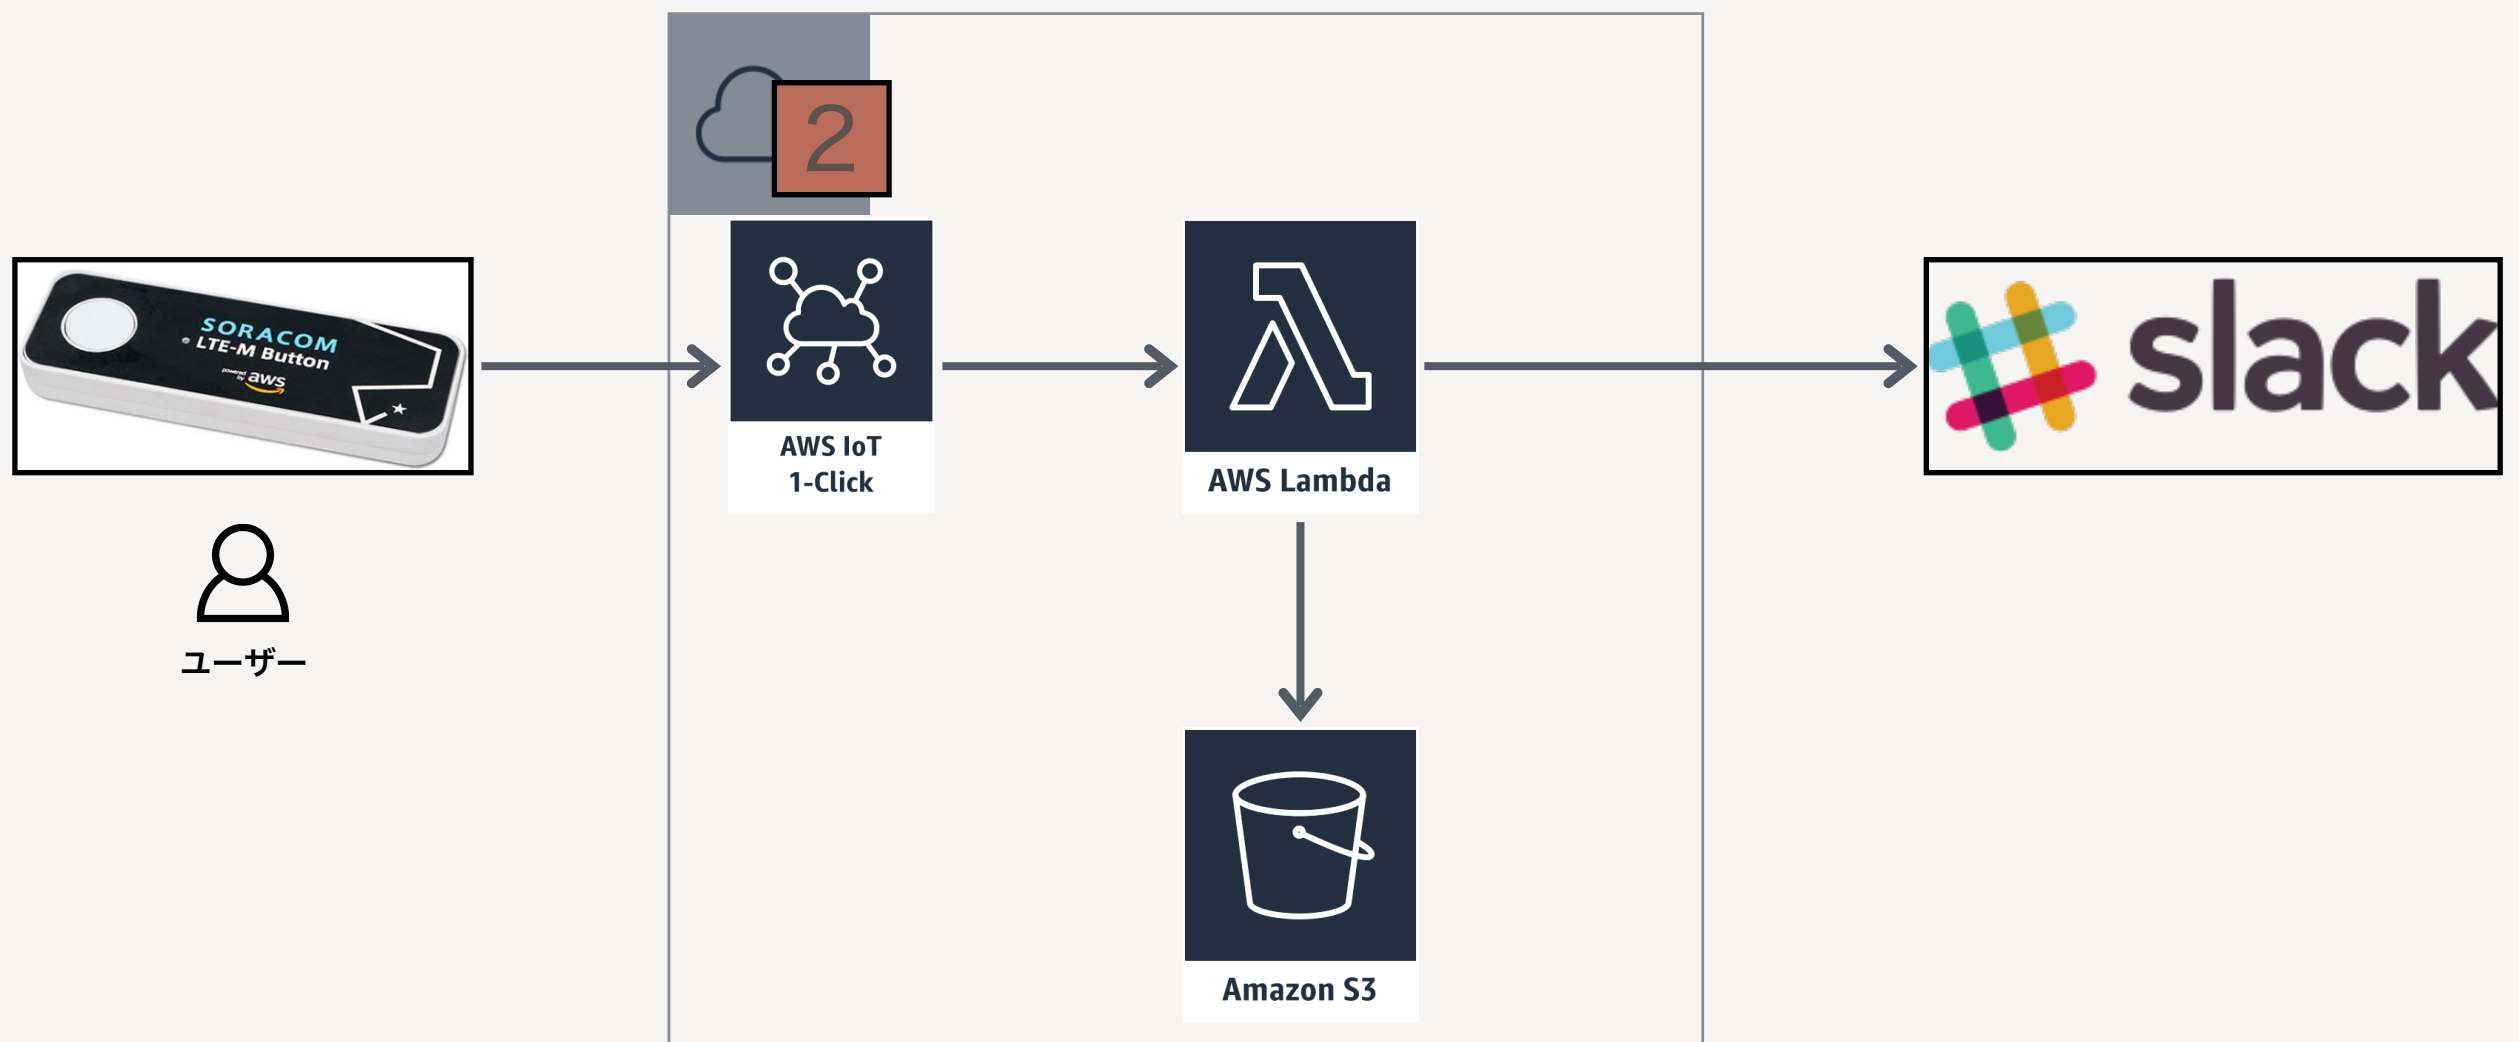 2
SORACOM
LTE-M Button
powered
by aws
AWS IoT
1-Click
AWS Lambda
slack
ユーザー
Amazon S3